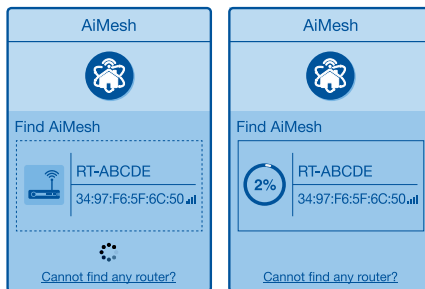 AiMesh
Find AiMesh
RT-ABCDE
34:97:F6:5F:6C:50
Cannot find any router?
AiMesh
Find AiMesh
2%
RT-ABCDE
34:97:F6:5F:6C:50
Cannot find any router?